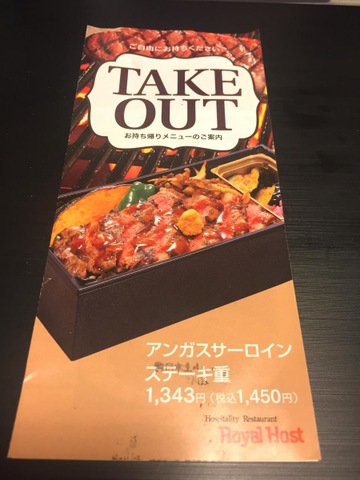 ご自由にお持ちください
TAKE
OUT
お持ち帰りメニューのご案内
アンガスサーロイン
ステーキ重
1,343円(税込1,450円)
Hospitality Restaurant
Royal Host